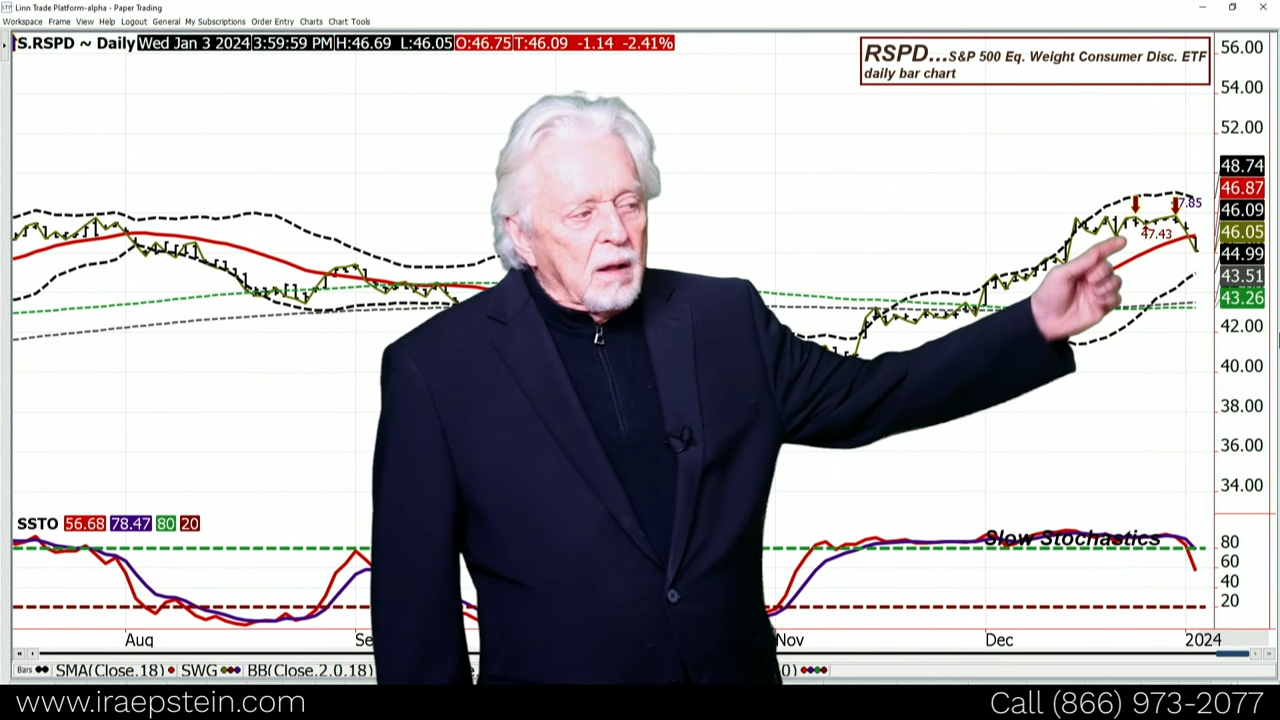 Linn Trade Platform-alpha - Paper Trading
Workspace Frame View Help Logout General My Subscriptions Order Entry Charts Chart Tools
S.RSPD ~ Daily Wed Jan 3 2024 3:59:59 PM H:46.69 L:46.05 O:46.75 T:46.09 -1.14 -2.41%
RSPD...S&P 500 Eq. Weight Consumer Disc. ETF
daily bar chart
56.00
54.00
52.00
48.74
46.87
46.09
46.05
44.99
43.51
43.26
42.00
40.00
38.00
36.00
34.00
7.85
47.43
SSTO 56.68 78.47 80 20
Slow Stochastics
80
60
40
20
Aug Se Nov Dec 2024
Bars SMA(Close.18) SWG BB(Close.2.0.18) 0)
www.iraepstein.com Call (866) 973-2077